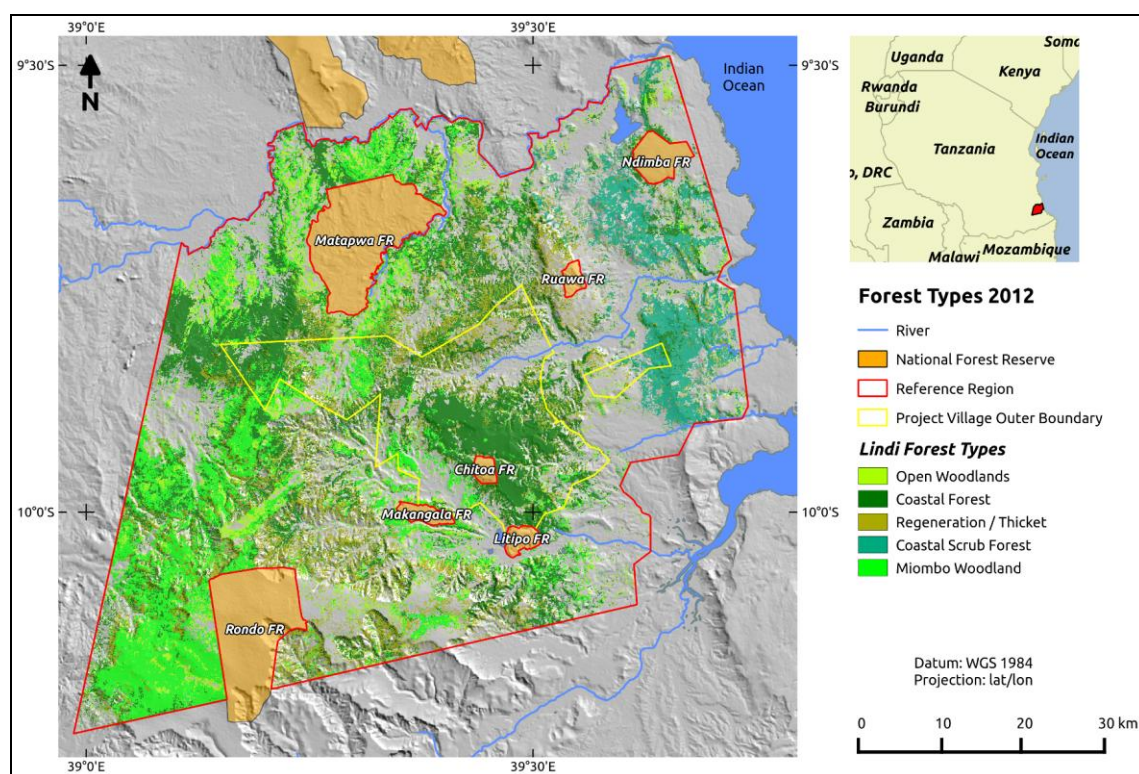 39°0'E
39°30'E
9°30'S
9°30'S
N
Indian
Ocean
Ndimba FR
Matapwa FR
Ruawa FR
Chitoa FR
Makangala FR
Litipo FR
Rondo FR
10°0'S
10°0'S
39°0'E
39°30'E
Somo
Uganda
Kenya
Rwanda
Burundi
Indian
Ocean
Tanzania
o, DRC
Zambia
Mozambique
Malawi
Forest Types 2012
River
National Forest Reserve
Reference Region
Project Village Outer Boundary
Lindi Forest Types
Open Woodlands
Coastal Forest
Regeneration / Thicket
Coastal Scrub Forest
Miombo Woodland
Datum: WGS 1984
Projection: lat/lon
0 10 20 30 km